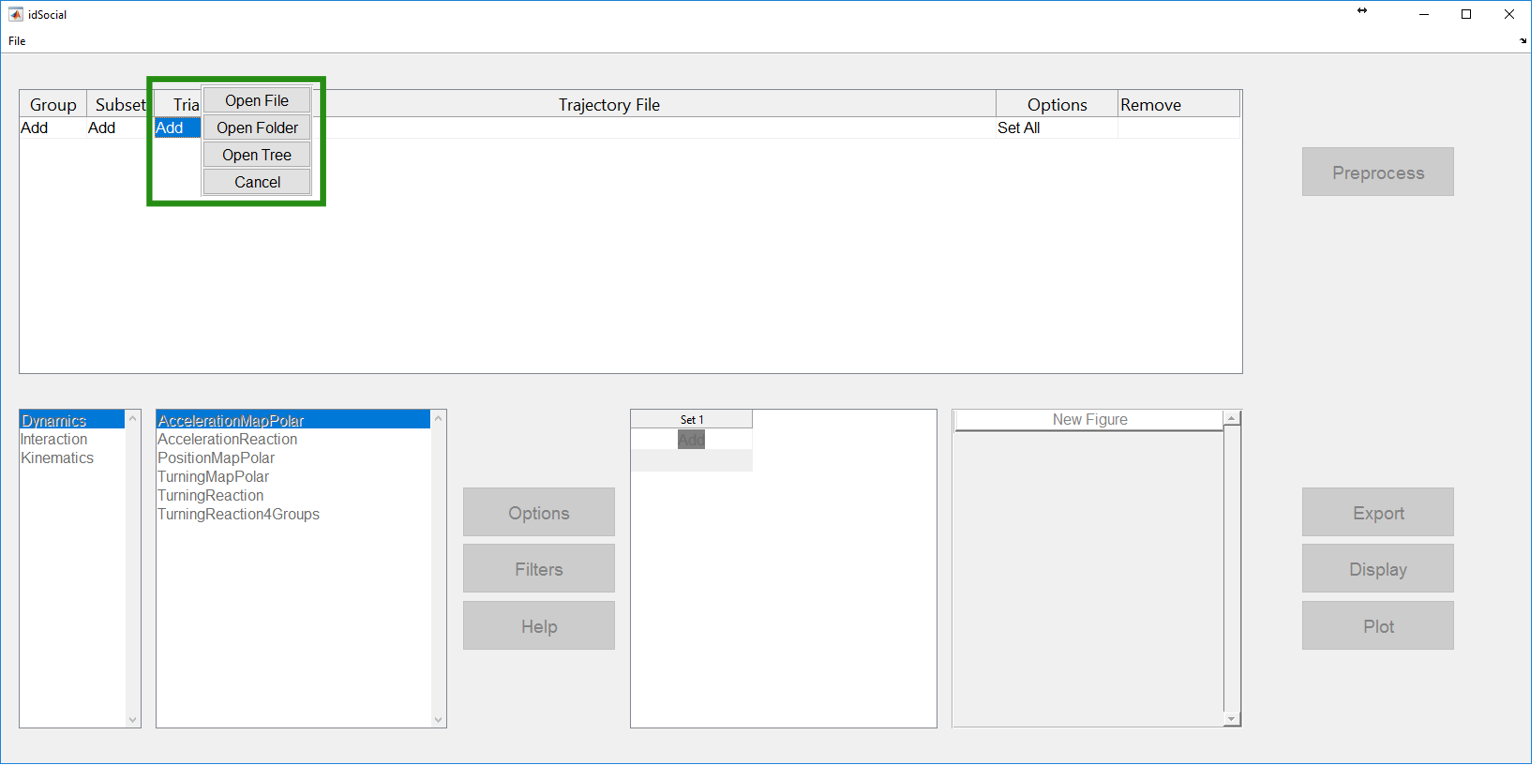 idSocial
File
Group Subset Tria Trajectory File Options Remove
Add Add Add Set All
Open File
Open Folder
Open Tree
Cancel
Preprocess
Dynamics
Interaction
Kinematics
AccelerationMapPolar
AccelerationReaction
PositionMapPolar
TurningMapPolar
TurningReaction
TurningReaction4Groups
Options
Filters
Help
Set 1
Add
New Figure
Export
Display
Plot